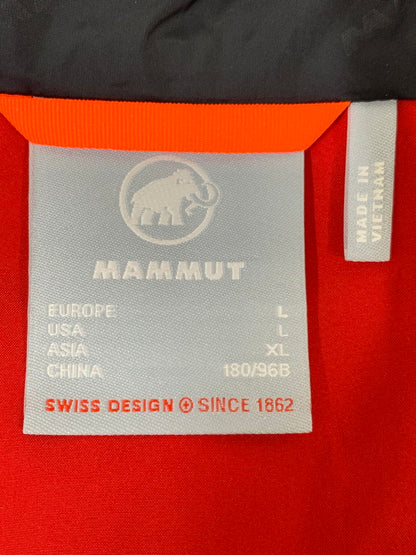 MAMMUT
EUROPE L
USA L
ASIA XL
CHINA 180/96B
SWISS DESIGN SINCE 1862
MADE IN
VIETNAM